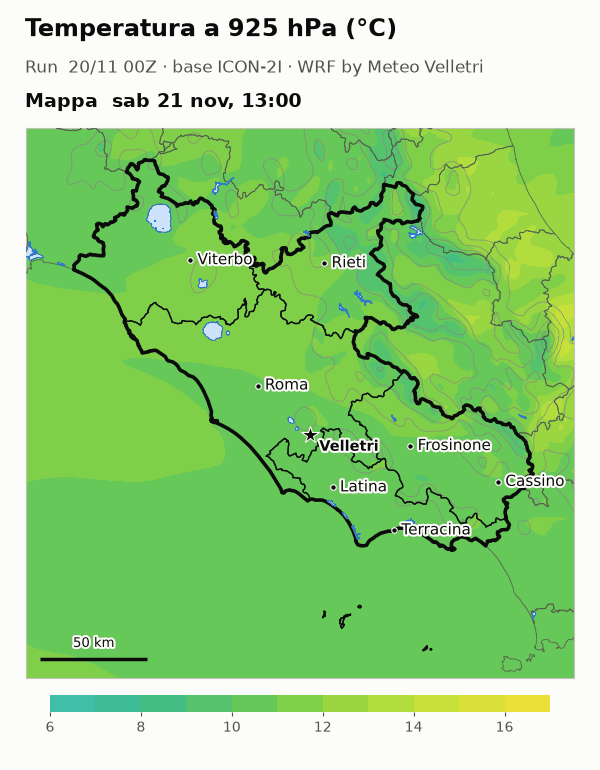 Temperatura a 925 hPa (°C)
Run  20/11 00Z · base ICON-2I · WRF by Meteo Velletri
Mappa  sab 21 nov, 13:00
Viterbo
Rieti
Roma
Velletri
Frosinone
Cassino
Latina
Terracina
50 km
6 8 10 12 14 16